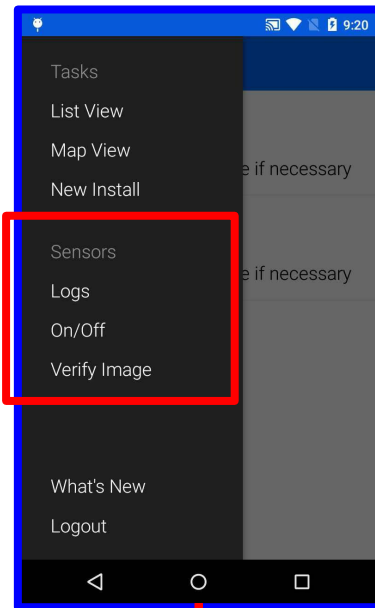 9:20
Tasks
List View
Map View
e if necessary
New Install
Sensors
e if necessary
Logs
On/Off
Verify Image
What's New
Logout